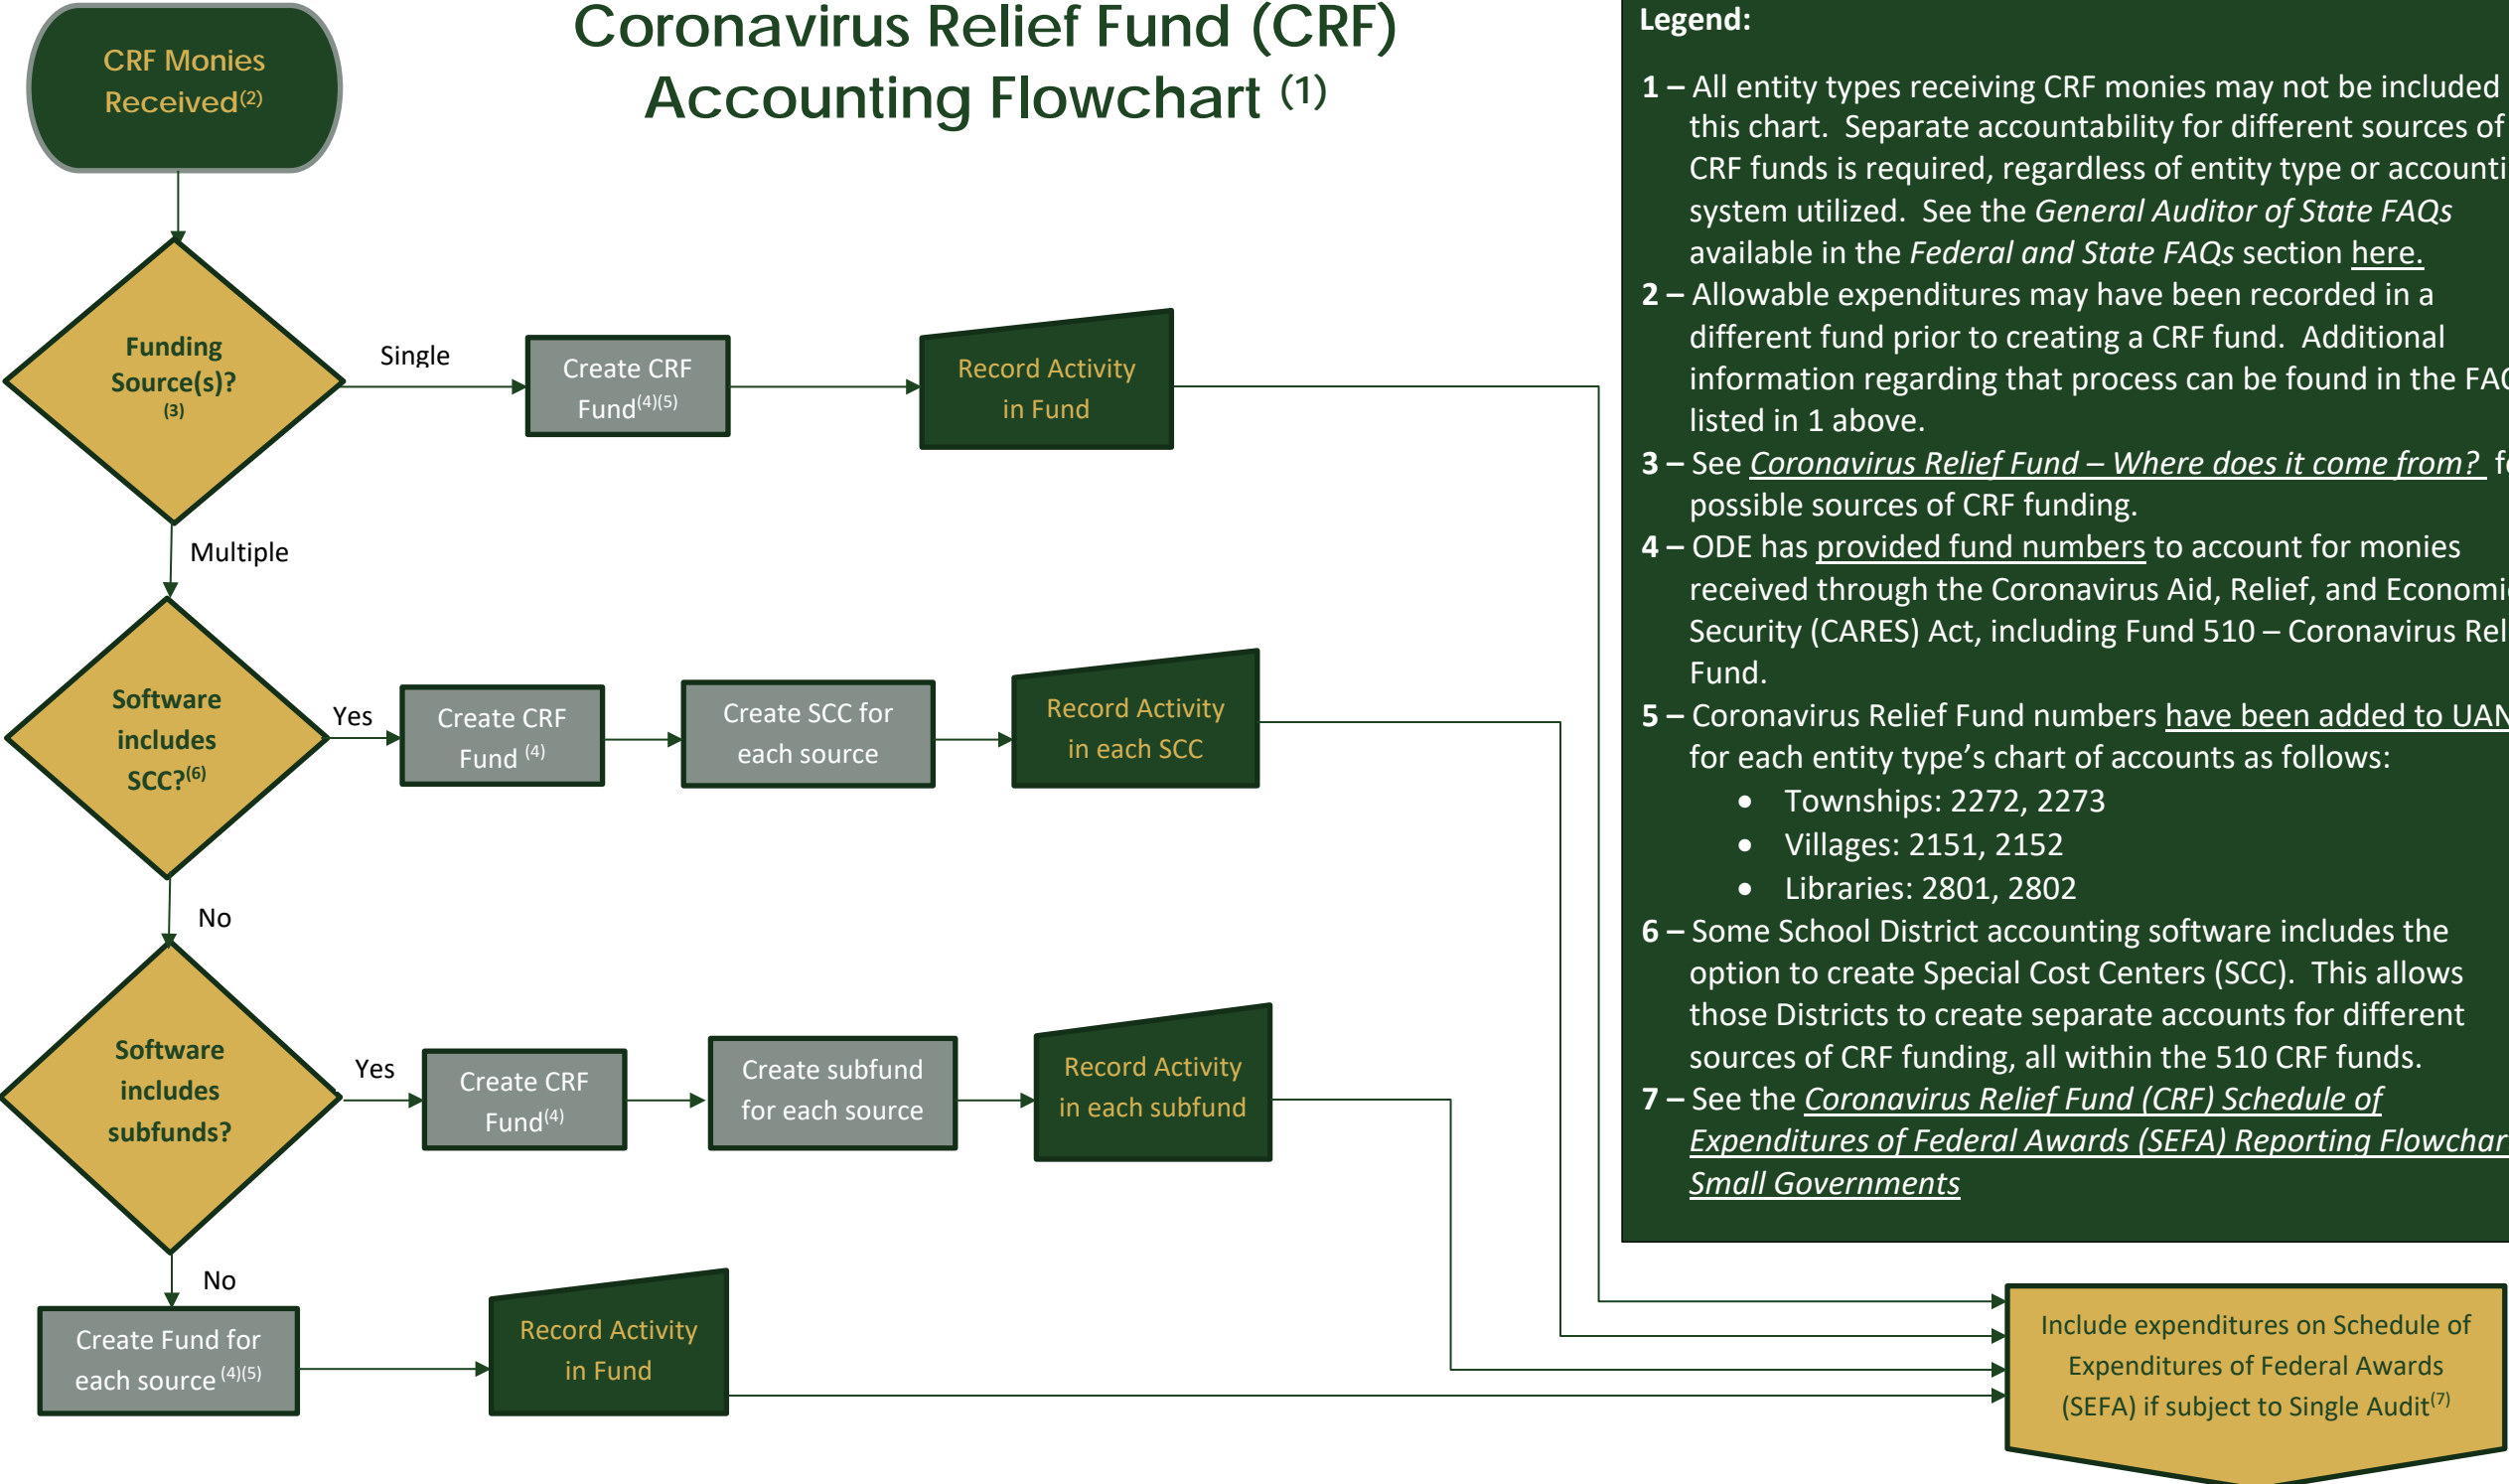 Coronavirus Relief Fund (CRF)
Accounting Flowchart (1)
CRF Monies
Received(2)
Funding
Source(s)?
(3)
Single
Create CRF
Fund(4)(5)
Record Activity
in Fund
Multiple
Software
includes
SCC?(6)
Yes
Create CRF
Fund (4)
Create SCC for
each source
Record Activity
in each SCC
No
Software
includes
subfunds?
Yes
Create CRF
Fund(4)
Create subfund
for each source
Record Activity
in each subfund
No
Create Fund for
each source (4)(5)
Record Activity
in Fund
Include expenditures on Schedule of
Expenditures of Federal Awards
(SEFA) if subject to Single Audit(7)
Legend:
1 – All entity types receiving CRF monies may not be included
this chart. Separate accountability for different sources of
CRF funds is required, regardless of entity type or accounti
system utilized. See the General Auditor of State FAQs
available in the Federal and State FAQs section here.
2 – Allowable expenditures may have been recorded in a
different fund prior to creating a CRF fund. Additional
information regarding that process can be found in the FAQ
listed in 1 above.
3 – See Coronavirus Relief Fund – Where does it come from? f
possible sources of CRF funding.
4 – ODE has provided fund numbers to account for monies
received through the Coronavirus Aid, Relief, and Economi
Security (CARES) Act, including Fund 510 – Coronavirus Rel
Fund.
5 – Coronavirus Relief Fund numbers have been added to UAN
for each entity type’s chart of accounts as follows:
• Townships: 2272, 2273
• Villages: 2151, 2152
• Libraries: 2801, 2802
6 – Some School District accounting software includes the
option to create Special Cost Centers (SCC). This allows
those Districts to create separate accounts for different
sources of CRF funding, all within the 510 CRF funds.
7 – See the Coronavirus Relief Fund (CRF) Schedule of
Expenditures of Federal Awards (SEFA) Reporting Flowchar
Small Governments